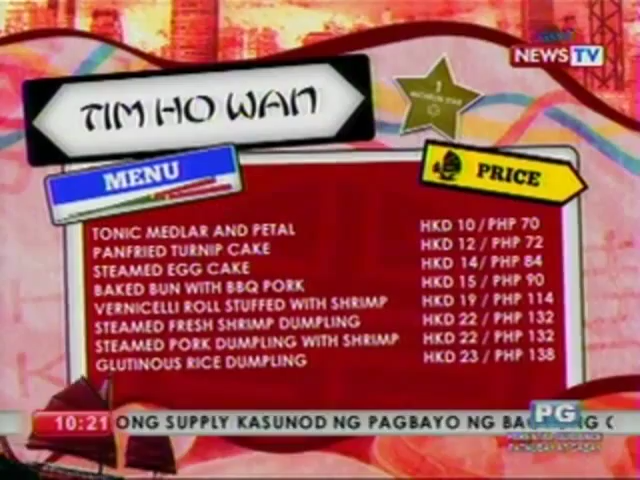 NEWSTV
TIM HO WAN
1
MENU
PRICE
TONIC MEDLAR AND PETAL HKD 10 / PHP 70
PANFRIED TURNIP CAKE HKD 12 / PHP 72
STEAMED EGG CAKE HKD 14/ PHP 84
BAKED BUN WITH BBQ PORK HKD 15 / PHP 90
VERNICELLI ROLL STUFFED WITH SHRIMP HKD 19 / PHP 114
STEAMED FRESH SHRIMP DUMPLING HKD 22 / PHP 132
STEAMED PORK DUMPLING WITH SHRIMP HKD 22 / PHP 132
GLUTINOUS RICE DUMPLING HKD 23 / PHP 138
PG
10:21 ONG SUPPLY KASUNOD NG PAGBAYO NG